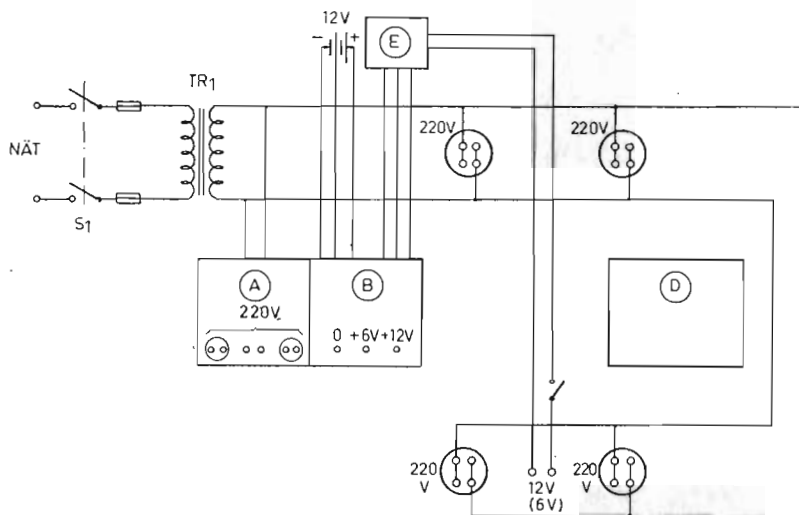 12V
− +
E
TR1
220V
220V
NÄT
S1
A
B
D
220V
0 +6V +12V
220
V
12V
(6V)
220
V